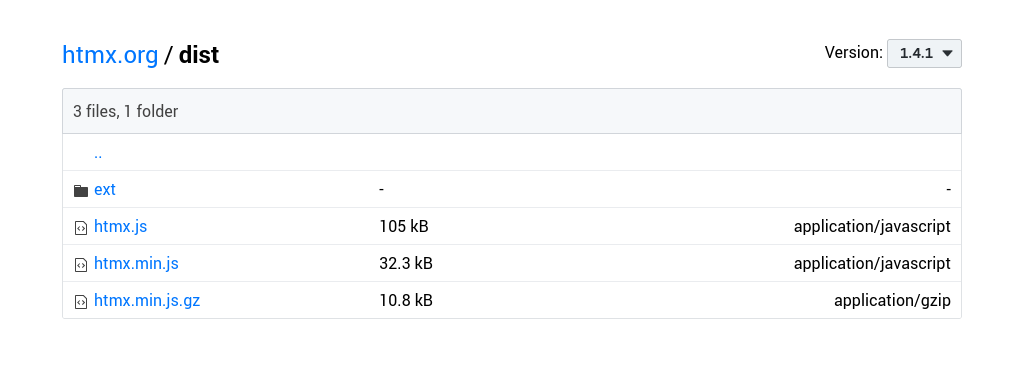 htmx.org / dist
Version: 1.4.1
3 files, 1 folder
..
ext - -
htmx.js 105 kB application/javascript
htmx.min.js 32.3 kB application/javascript
htmx.min.js.gz 10.8 kB application/gzip